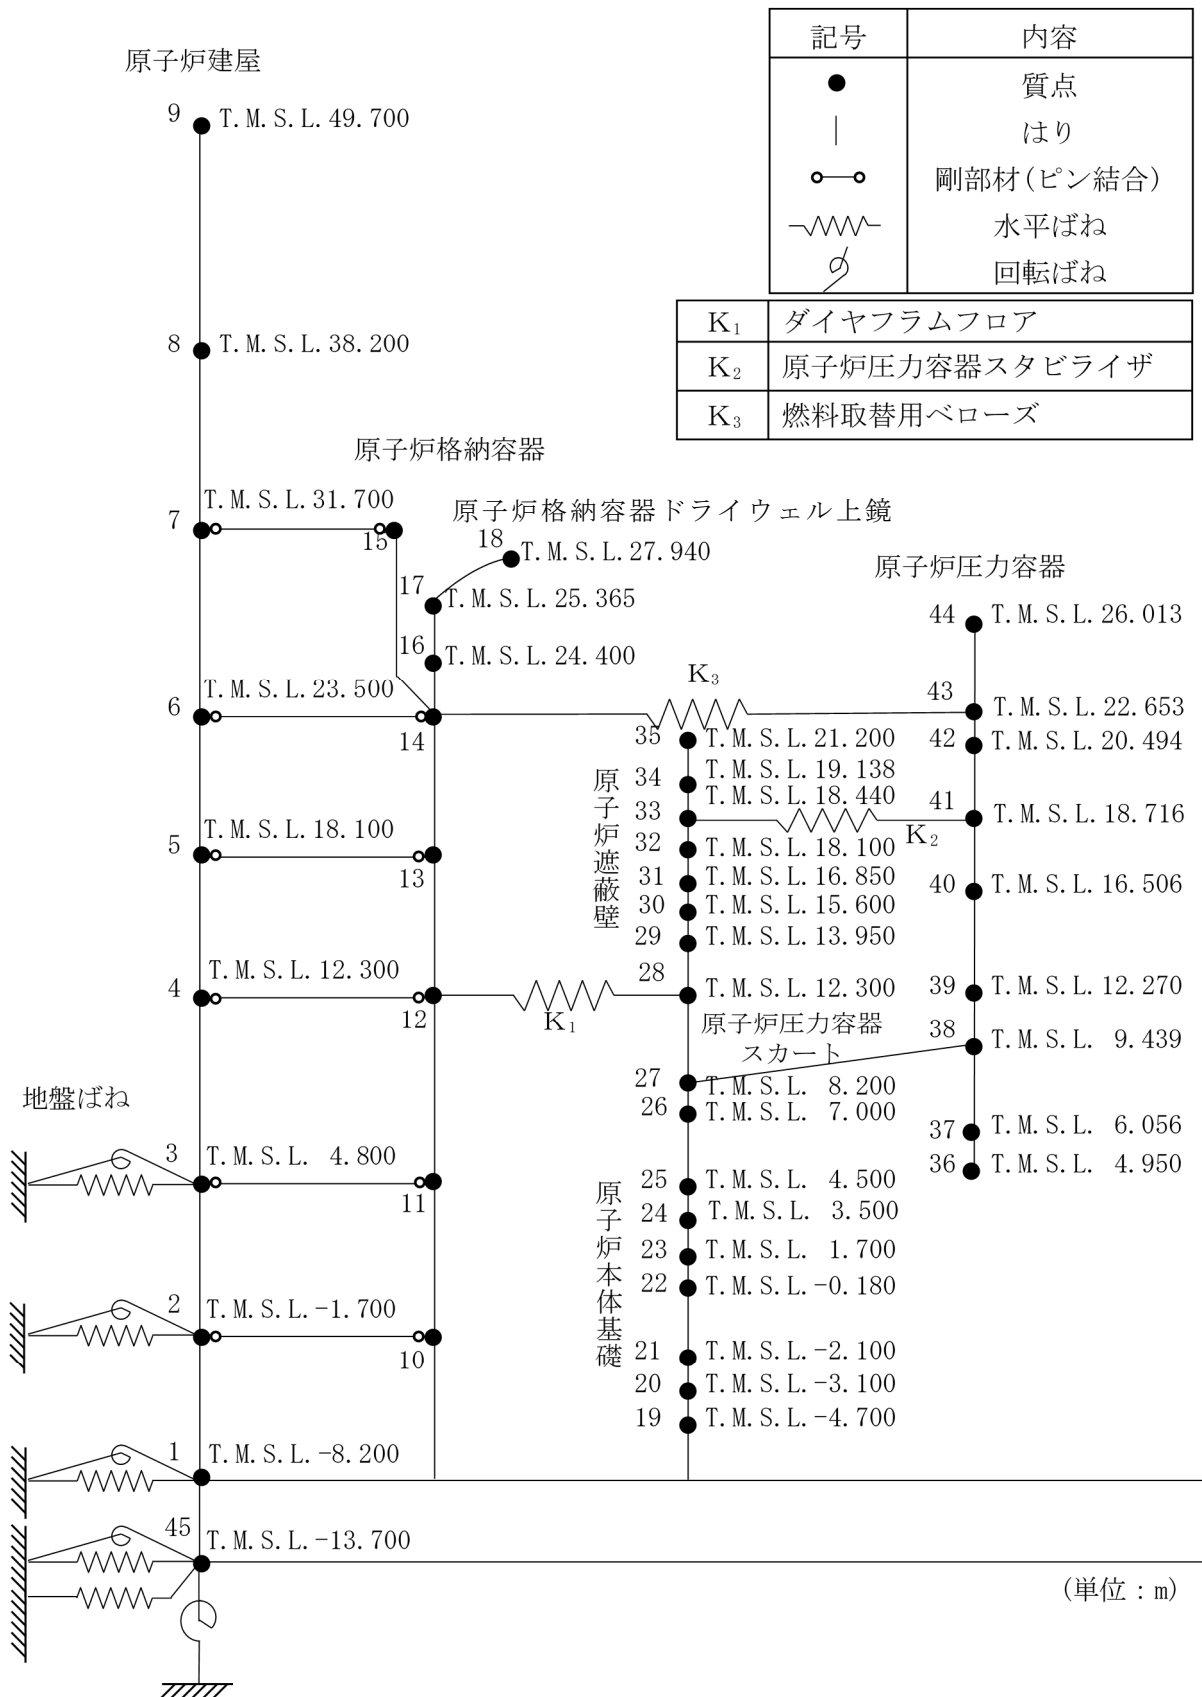 記号 内容
質点
はり
剛部材(ピン結合)
水平ばね
回転ばね
K₁ ダイヤフラムフロア
K₂ 原子炉圧力容器スタビライザ
K₃ 燃料取替用ベローズ
原子炉建屋
9 T.M.S.L.49.700
8 T.M.S.L.38.200
原子炉格納容器
7 T.M.S.L.31.700
15
原子炉格納容器ドライウェル上鏡
18 T.M.S.L.27.940
17 T.M.S.L.25.365
16 T.M.S.L.24.400
6 T.M.S.L.23.500
14
K₃
5 T.M.S.L.18.100
13
4 T.M.S.L.12.300
12
K₁
地盤ばね
3 T.M.S.L. 4.800
11
2 T.M.S.L.-1.700
10
1 T.M.S.L.-8.200
45 T.M.S.L.-13.700
原子炉遮蔽壁
35 T.M.S.L.21.200
34 T.M.S.L.19.138
33 T.M.S.L.18.440
K₂
32 T.M.S.L.18.100
31 T.M.S.L.16.850
30 T.M.S.L.15.600
29 T.M.S.L.13.950
28 T.M.S.L.12.300
原子炉圧力容器
スカート
27 T.M.S.L. 8.200
26 T.M.S.L. 7.000
原子炉本体基礎
25 T.M.S.L. 4.500
24 T.M.S.L. 3.500
23 T.M.S.L. 1.700
22 T.M.S.L.-0.180
21 T.M.S.L.-2.100
20 T.M.S.L.-3.100
19 T.M.S.L.-4.700
原子炉圧力容器
44 T.M.S.L.26.013
43 T.M.S.L.22.653
42 T.M.S.L.20.494
41 T.M.S.L.18.716
40 T.M.S.L.16.506
39 T.M.S.L.12.270
38 T.M.S.L. 9.439
37 T.M.S.L. 6.056
36 T.M.S.L. 4.950
(単位：m)